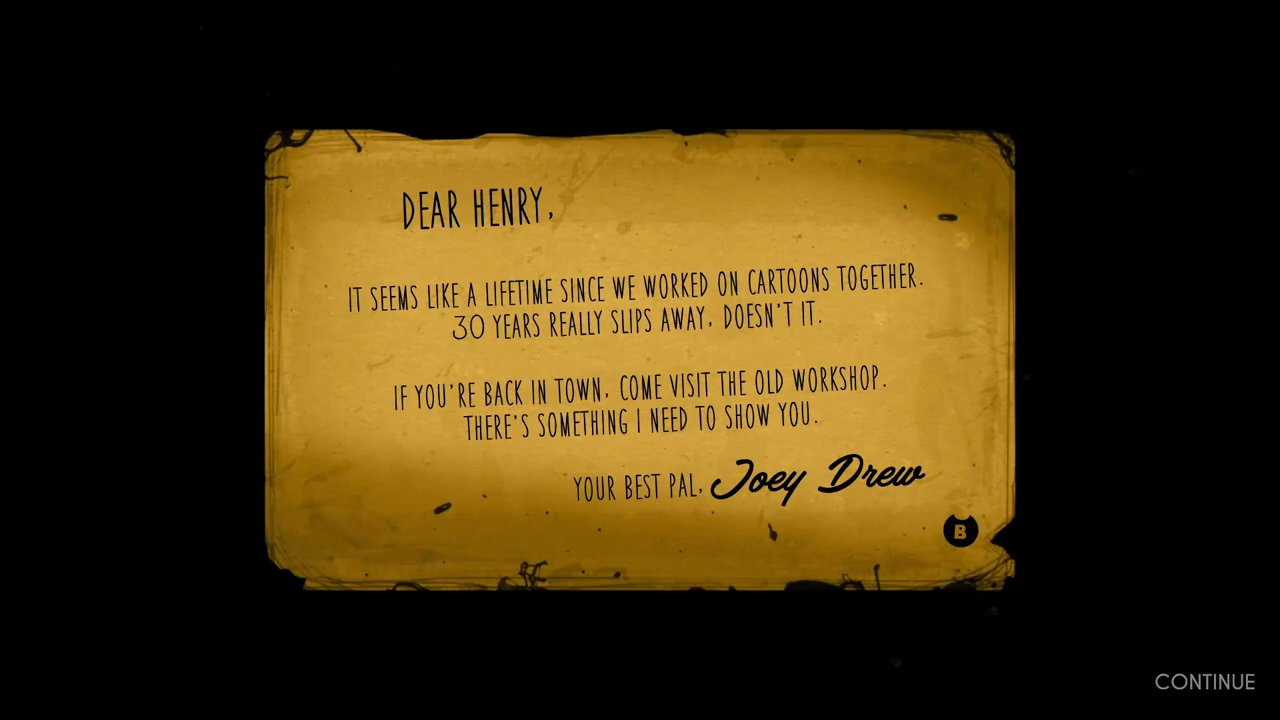 DEAR HENRY,
IT SEEMS LIKE A LIFETIME SINCE WE WORKED ON CARTOONS TOGETHER.
30 YEARS REALLY SLIPS AWAY, DOESN'T IT.
IF YOU'RE BACK IN TOWN, COME VISIT THE OLD WORKSHOP.
THERE'S SOMETHING I NEED TO SHOW YOU.
YOUR BEST PAL, Joey Drew
B
CONTINUE